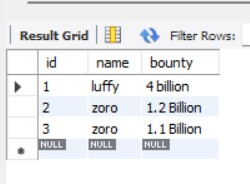 Result Grid Filter Rows:
id name bounty
1 luffy 4 billion
2 zoro 1.2 Billion
3 zoro 1.1 Billion
NULL NULL NULL